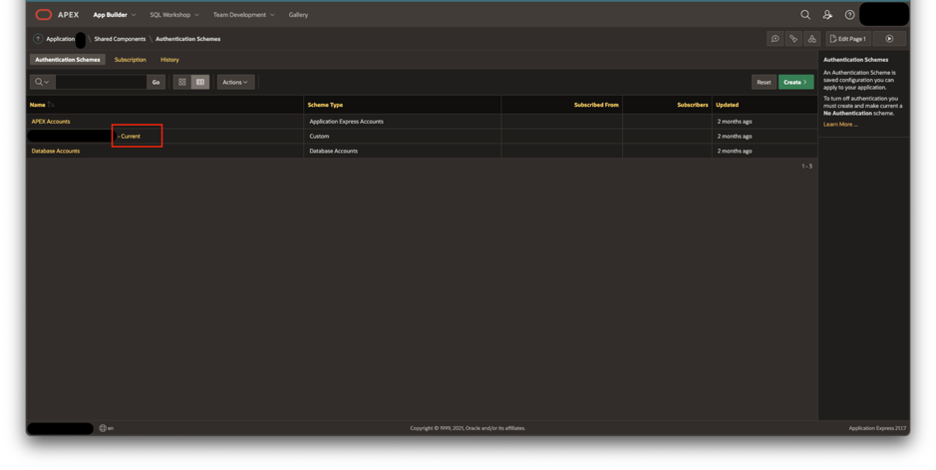 APEX App Builder SQL Workshop Team Development Gallery
Application \ Shared Components \ Authentication Schemes Edit Page 1
Authentication Schemes Subscription History
Go Actions Reset Create >
Name Scheme Type Subscribed From Subscribers Updated
APEX Accounts Application Express Accounts 2 months ago
- Current Custom 2 months ago
Database Accounts Database Accounts 2 months ago
1 - 3
Authentication Schemes
An Authentication Scheme is
saved configuration you can
apply to your application.
To turn off authentication you
must create and make current a
No Authentication scheme.
Learn More ...
en Copyright © 1999, 2021, Oracle and/or its affiliates. Application Express 21.1.7